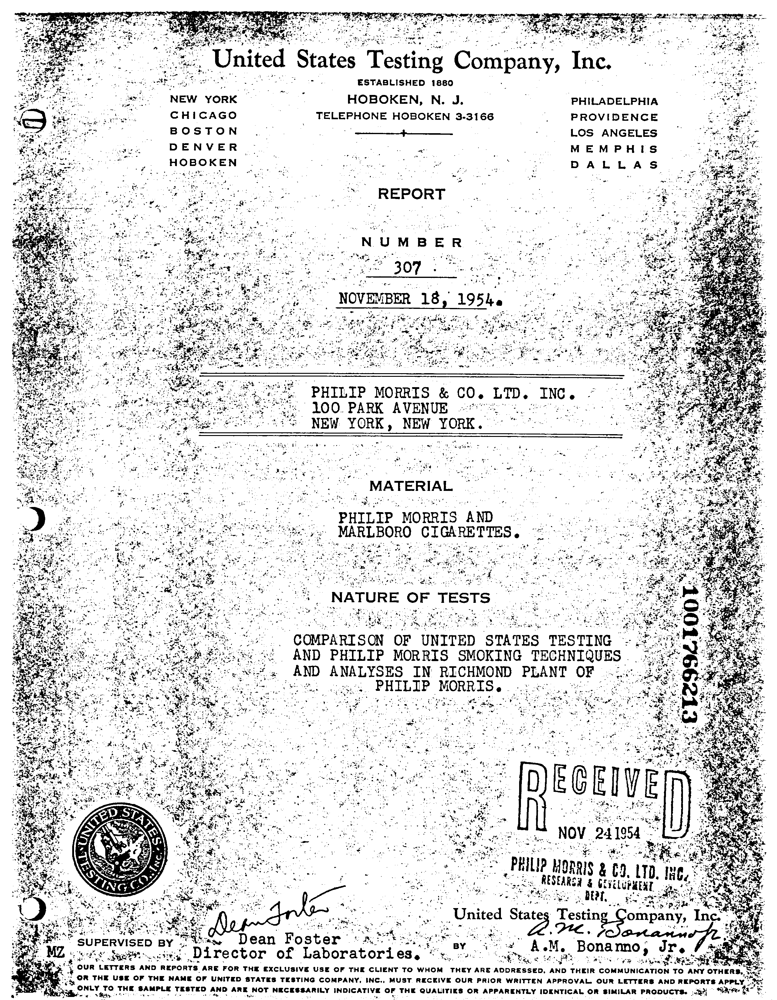 United States Testing Company, Inc.
ESTABLISHED 1880
HOBOKEN, N. J.
TELEPHONE HOBOKEN 3-3166
NEW YORK
CHICAGO
BOSTON
DENVER
HOBOKEN
PHILADELPHIA
PROVIDENCE
LOS ANGELES
MEMPHIS
DALLAS
REPORT
NUMBER
307
NOVEMBER 18, 1954.
PHILIP MORRIS & CO. LTD. INC.
100 PARK AVENUE
NEW YORK, NEW YORK.
MATERIAL
PHILIP MORRIS AND
MARLBORO CIGARETTES.
NATURE OF TESTS
COMPARISON OF UNITED STATES TESTING
AND PHILIP MORRIS SMOKING TECHNIQUES
AND ANALYSES IN RICHMOND PLANT OF
PHILIP MORRIS.
1001766213
RECEIVED
NOV 24 1954
PHILIP MORRIS & CO. LTD. INC.
RESEARCH & DEVELOPMENT
DEPT.
UNITED STATES TESTING CO. INC.
Dean Foster
United States Testing Company, Inc.
A.M. Bonanno Jr
MZ SUPERVISED BY Dean Foster
Director of Laboratories.
BY A.M. Bonanno, Jr.
OUR LETTERS AND REPORTS ARE FOR THE EXCLUSIVE USE OF THE CLIENT TO WHOM THEY ARE ADDRESSED, AND THEIR COMMUNICATION TO ANY OTHERS,
OR THE USE OF THE NAME OF UNITED STATES TESTING COMPANY, INC., MUST RECEIVE OUR PRIOR WRITTEN APPROVAL. OUR LETTERS AND REPORTS APPLY
ONLY TO THE SAMPLE TESTED AND ARE NOT NECESSARILY INDICATIVE OF THE QUALITIES OR APPARENTLY IDENTICAL OR SIMILAR PRODUCTS.